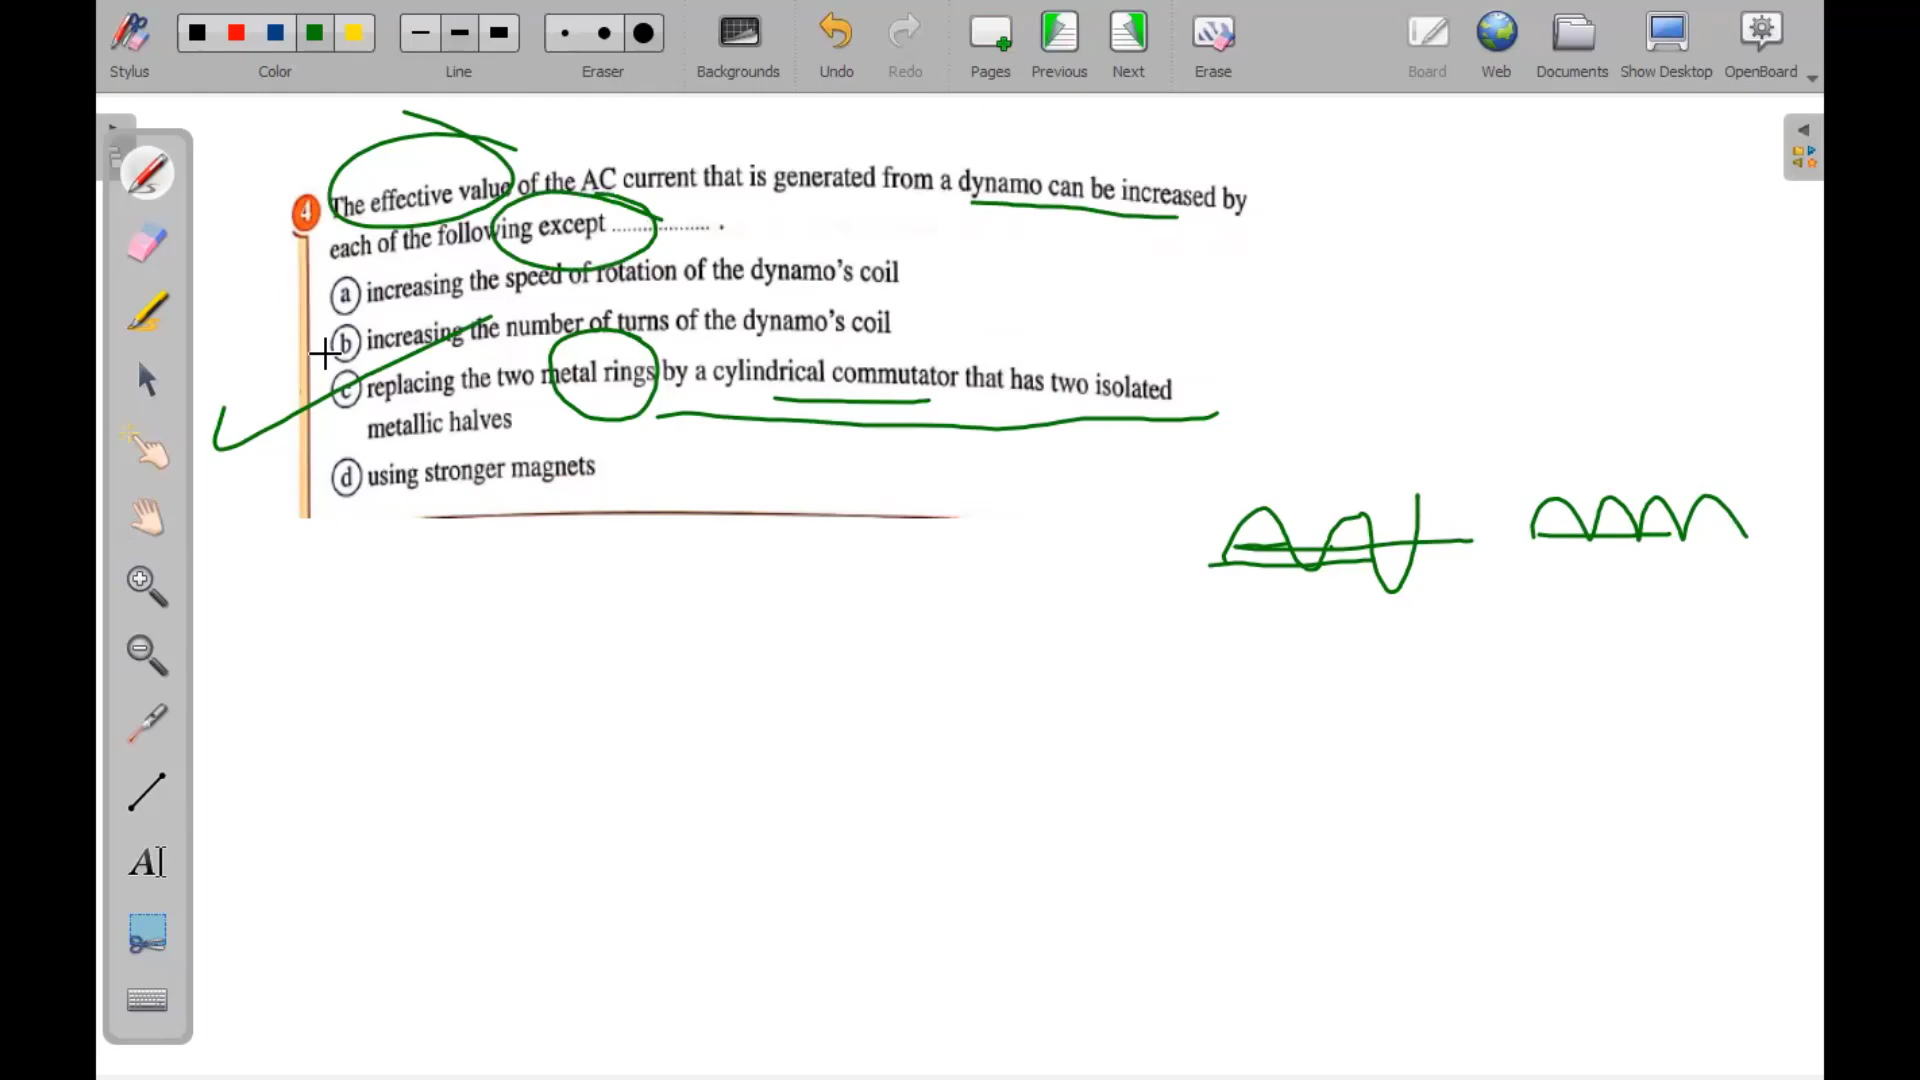 Stylus
Color
Line
Eraser
Backgrounds
Undo
Redo
Pages
Previous
Next
Erase
Board
Web
Documents
Show Desktop
OpenBoard
4 The effective value of the AC current that is generated from a dynamo can be increased by
each of the following except .................... .
a increasing the speed of rotation of the dynamo's coil
b increasing the number of turns of the dynamo's coil
c replacing the two metal rings by a cylindrical commutator that has two isolated
metallic halves
d using stronger magnets